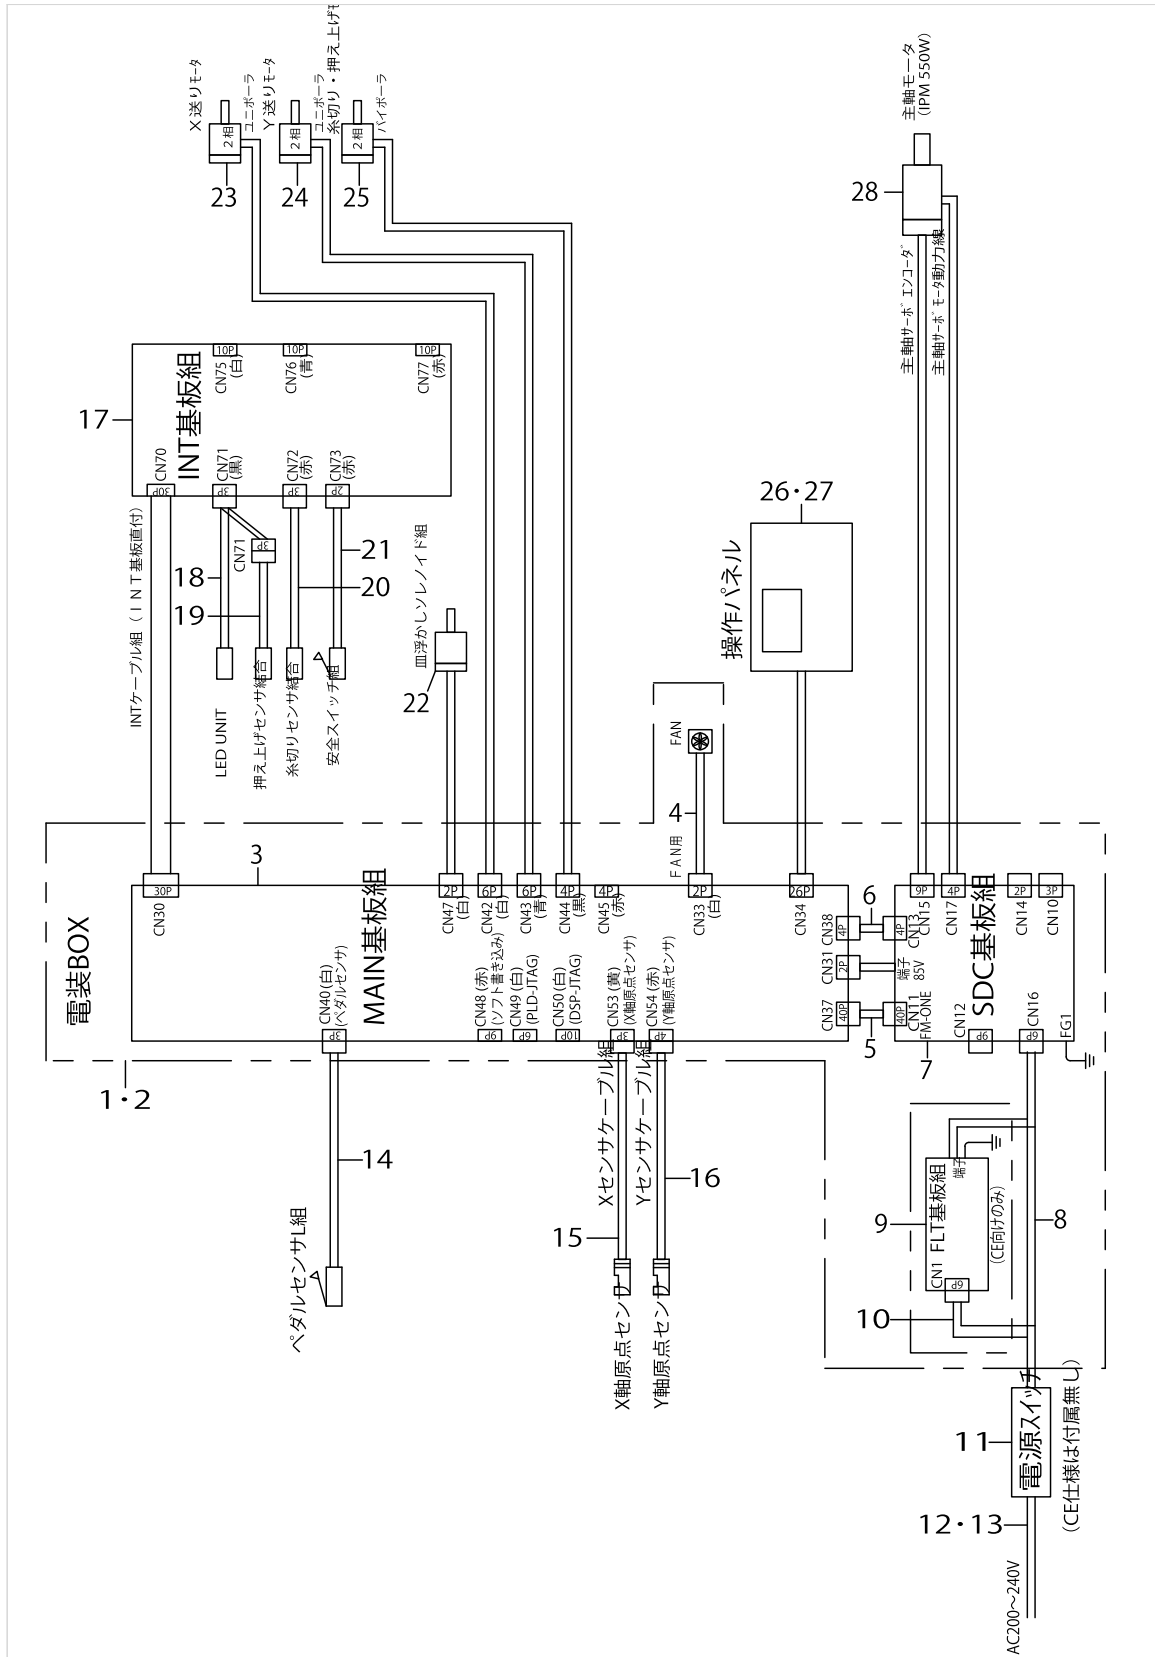 X送りモータ
ユニポーラ
2相
23
Y送りモータ
ユニポーラ
2相
24
糸切り・押え上げモ
バイポーラ
2相
25
主軸モータ
(IPM 550W)
28
主軸サーボ エンコーダ
主軸サーボ モータ動力線
17
INT基板組
10P
CN75
(白)
10P
CN76
(青)
10P
CN77
(赤)
CN70
30P
CN71
(黒)
3P
CN72
(赤)
3P
CN73
(赤)
2P
CN71
3P
INTケーブル組(INT基板直付)
18
19
20
21
LED UNIT
押え上げセンサ結合
糸切りセンサ結合
安全スイッチ組
皿浮かしソレノイド組
22
26・27
操作パネル
FAN
4
FAN用
電装BOX
1・2
3
MAIN基板組
30P
CN30
2P
CN47
(白)
6P
CN42
(白)
6P
CN43
(青)
4P
CN44
(黒)
4P
CN45
(赤)
2P
CN33
(白)
26P
CN34
CN38
4P
CN31
2P
CN37
40P
CN40(白)
(ペダルセンサ)
3P
CN48 (赤)
(ソフト書き込み)
9P
CN49 (白)
(PLD-JTAG)
6P
CN50 (白)
(DSP-JTAG)
10P
CN53 (黄)
(X軸原点センサ)
3P
CN54 (赤)
(Y軸原点センサ)
4P
6
5
7
SDC基板組
9P
CN15
4P
CN17
2P
CN14
3P
CN10
4P
CN13
端子
85V
40P
CN11
FM-ONE
CN12
9P
CN16
6P
FG1
14
ペダルセンサL組
Xセンサケーブル組
Yセンサケーブル組
15
16
X軸原点センサ
Y軸原点センサ
8
9
FLT基板組
端子
(CE向けのみ)
CN1
6P
10
11
電源スイッチ
(CE仕様は付属無し)
12・13
AC200～240V